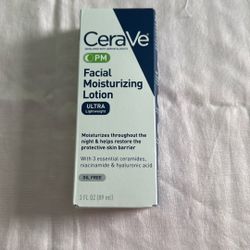 CeraVe
DEVELOPED WITH DERMATOLOGISTS
PM
Facial
Moisturizing
Lotion
ULTRA
Lightweight
Moisturizes throughout the
night & helps restore the
protective skin barrier
With 3 essential ceramides,
niacinamide & hyaluronic acid
OIL FREE
3 FL OZ (89 ml)